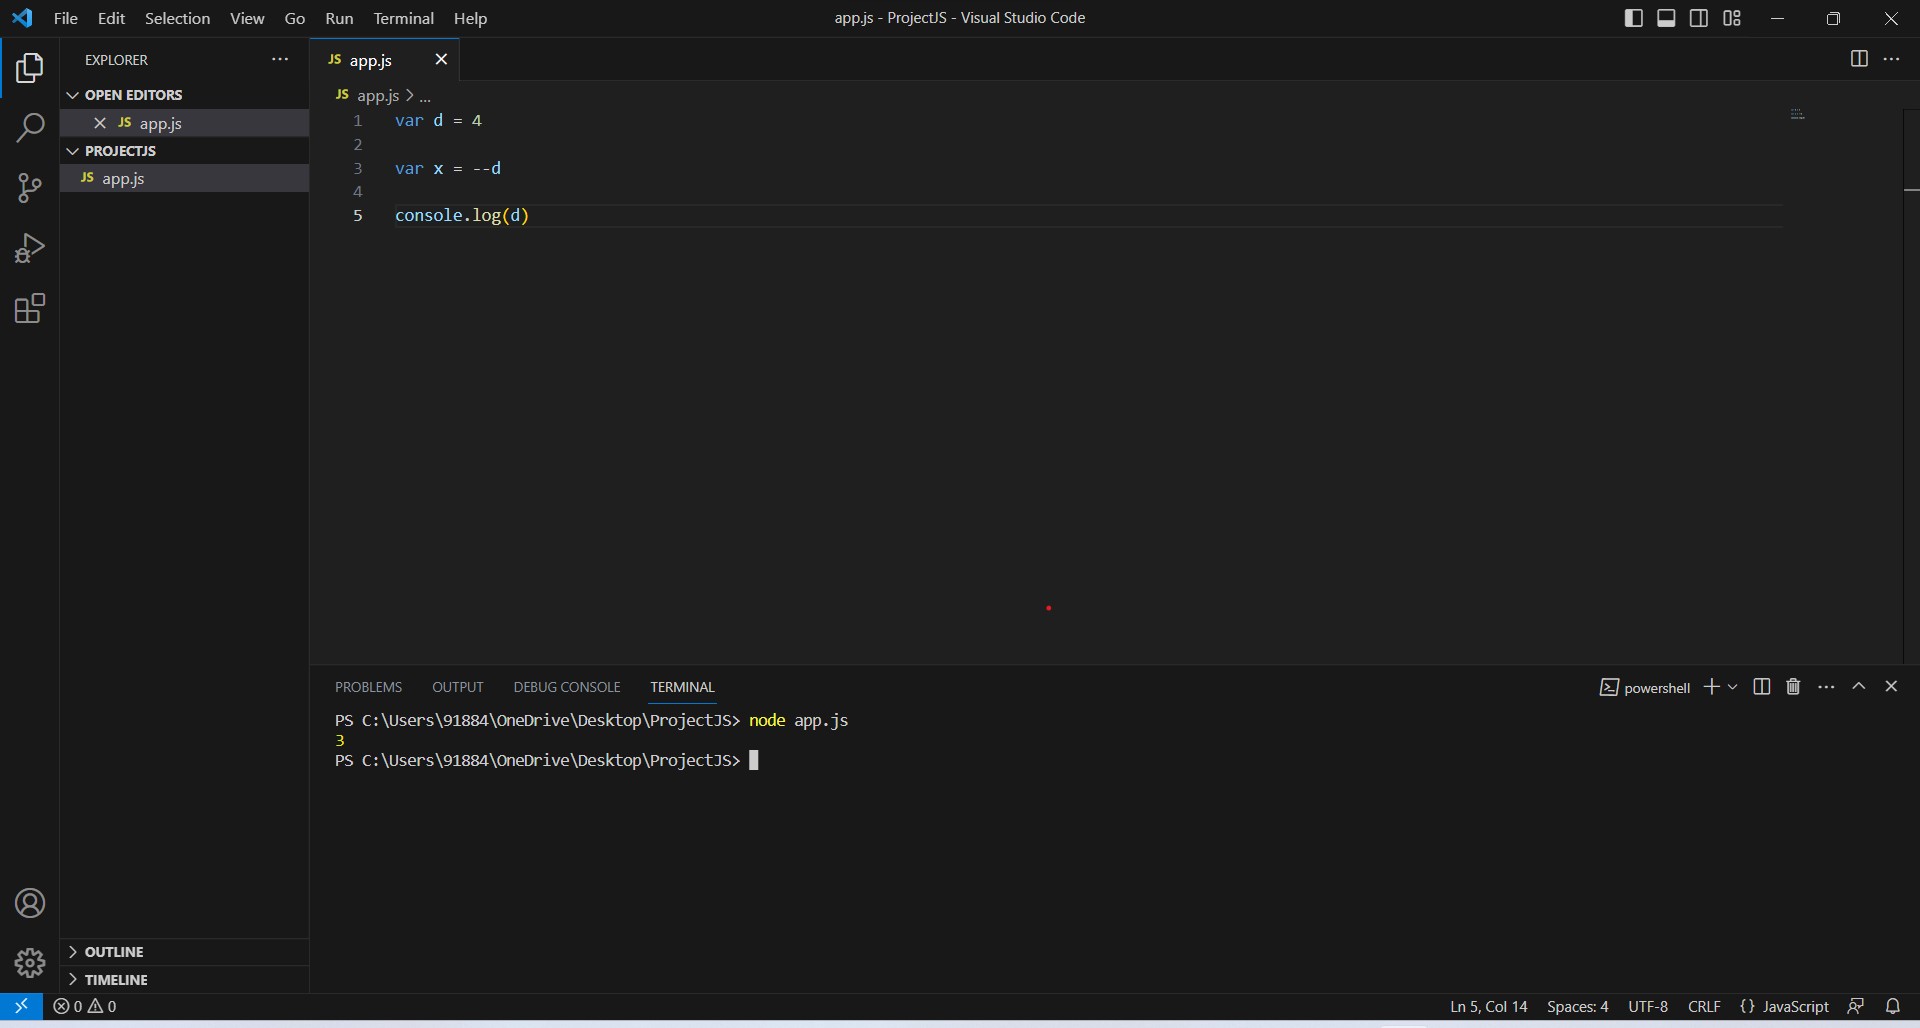 File Edit Selection View Go Run Terminal Help
app.js - ProjectJS - Visual Studio Code
EXPLORER
OPEN EDITORS
JS app.js
PROJECTJS
JS app.js
OUTLINE
TIMELINE
JS app.js
JS app.js > ...
1 var d = 4
2
3 var x = --d
4
5 console.log(d)
PROBLEMS OUTPUT DEBUG CONSOLE TERMINAL
powershell
PS C:\Users\91884\OneDrive\Desktop\ProjectJS> node app.js
3
PS C:\Users\91884\OneDrive\Desktop\ProjectJS>
0 0
Ln 5, Col 14 Spaces: 4 UTF-8 CRLF {} JavaScript